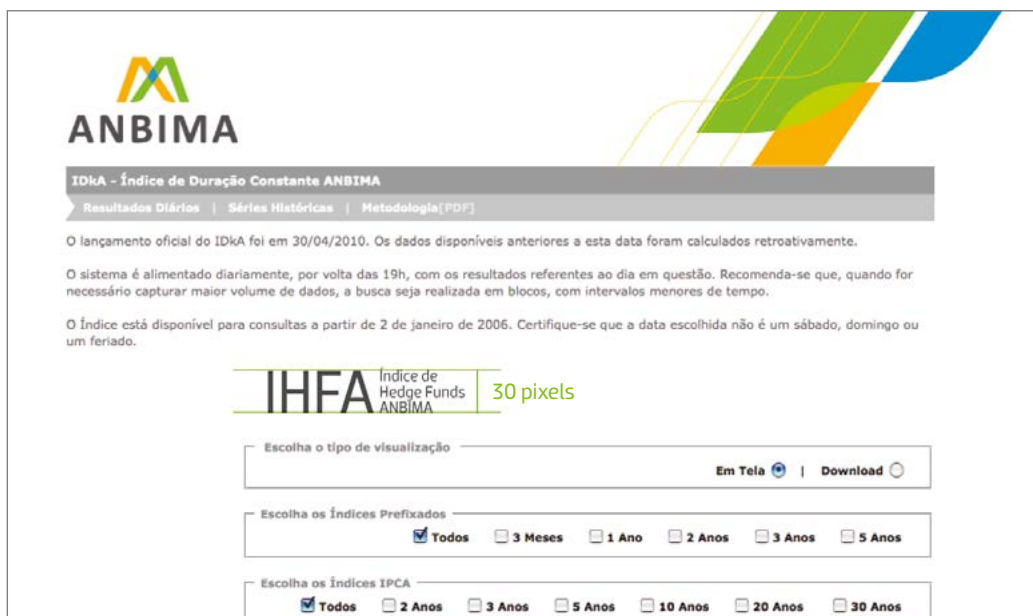 ANBIMA
IDkA - Índice de Duração Constante ANBIMA
Resultados Diários | Séries Históricas | Metodologia[PDF]
O lançamento oficial do IDkA foi em 30/04/2010. Os dados disponíveis anteriores a esta data foram calculados retroativamente.
O sistema é alimentado diariamente, por volta das 19h, com os resultados referentes ao dia em questão. Recomenda-se que, quando for
necessário capturar maior volume de dados, a busca seja realizada em blocos, com intervalos menores de tempo.
O Índice está disponível para consultas a partir de 2 de janeiro de 2006. Certifique-se que a data escolhida não é um sábado, domingo ou
um feriado.
IHFA
Índice de
Hedge Funds
ANBIMA
30 pixels
Escolha o tipo de visualização
Em Tela | Download
Escolha os Índices Prefixados
Todos 3 Meses 1 Ano 2 Anos 3 Anos 5 Anos
Escolha os Índices IPCA
Todos 2 Anos 3 Anos 5 Anos 10 Anos 20 Anos 30 Anos